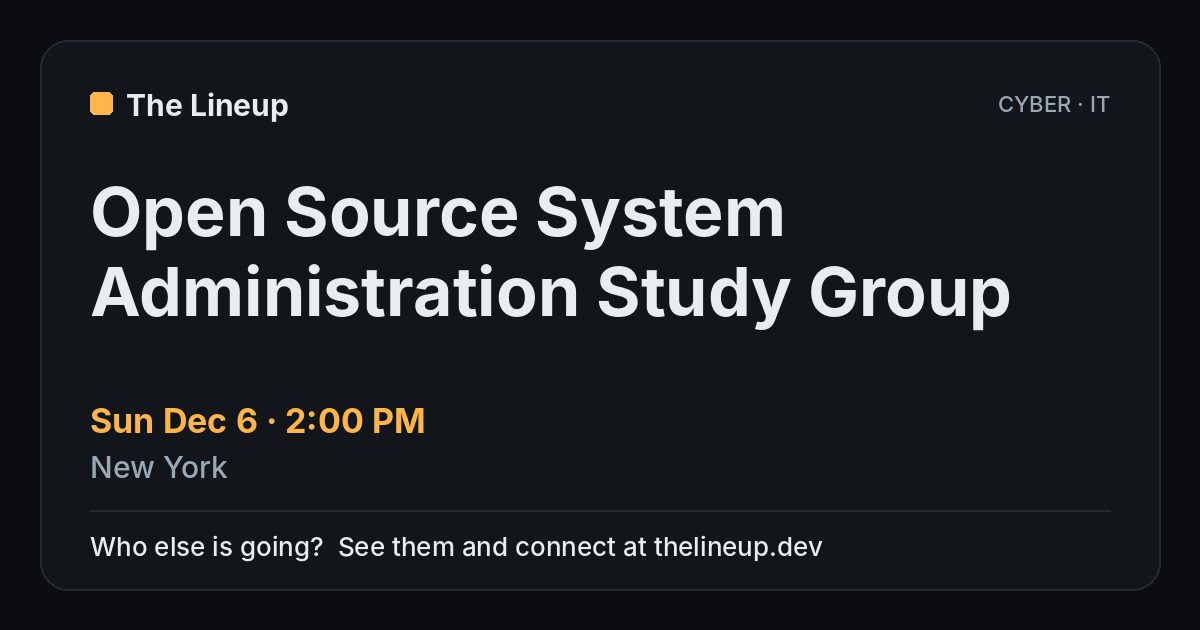 The Lineup
CYBER · IT
Open Source System
Administration Study Group
Sun Dec 6 · 2:00 PM
New York
Who else is going? See them and connect at thelineup.dev